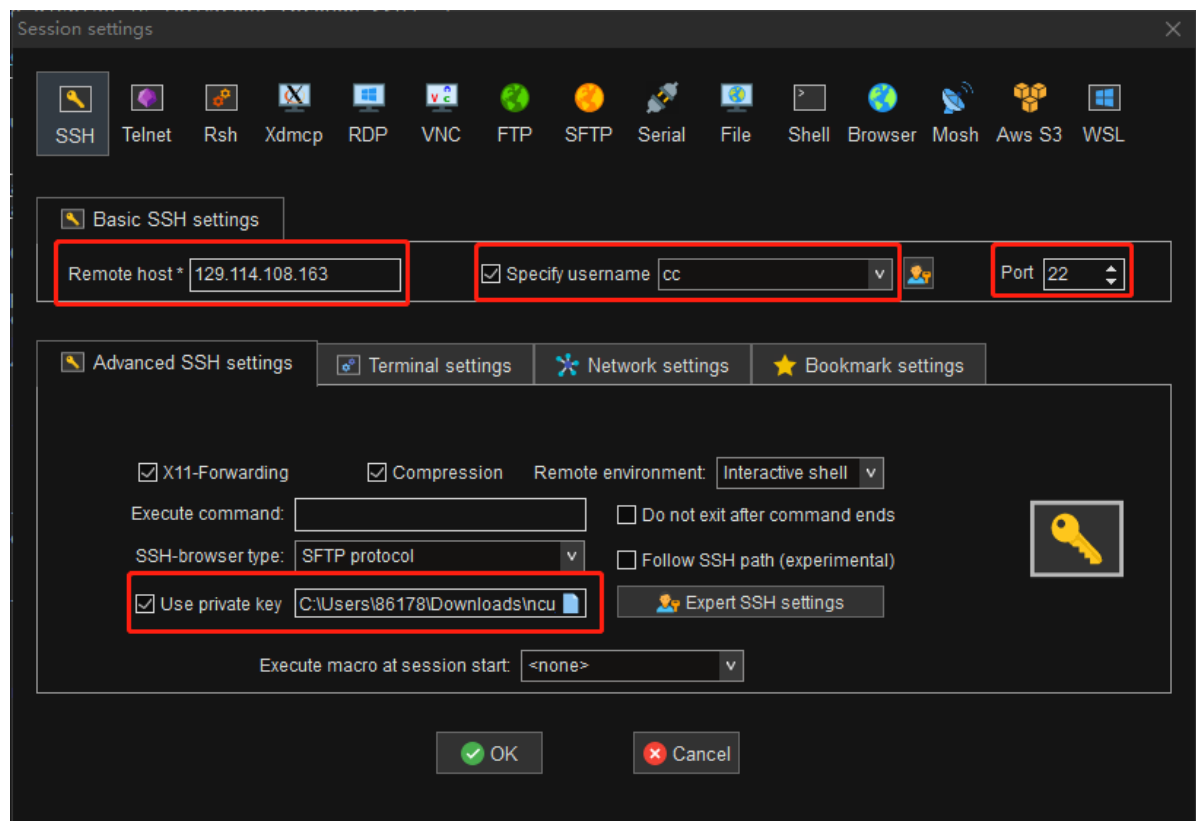 Session settings
SSH Telnet Rsh Xdmcp RDP VNC FTP SFTP Serial File Shell Browser Mosh Aws S3 WSL
Basic SSH settings
Remote host * 129.114.108.163 Specify username cc Port 22
Advanced SSH settings Terminal settings Network settings Bookmark settings
X11-Forwarding Compression Remote environment: Interactive shell
Execute command: Do not exit after command ends
SSH-browser type: SFTP protocol Follow SSH path (experimental)
Use private key C:\Users\86178\Downloads\ncu Expert SSH settings
Execute macro at session start: <none>
OK Cancel